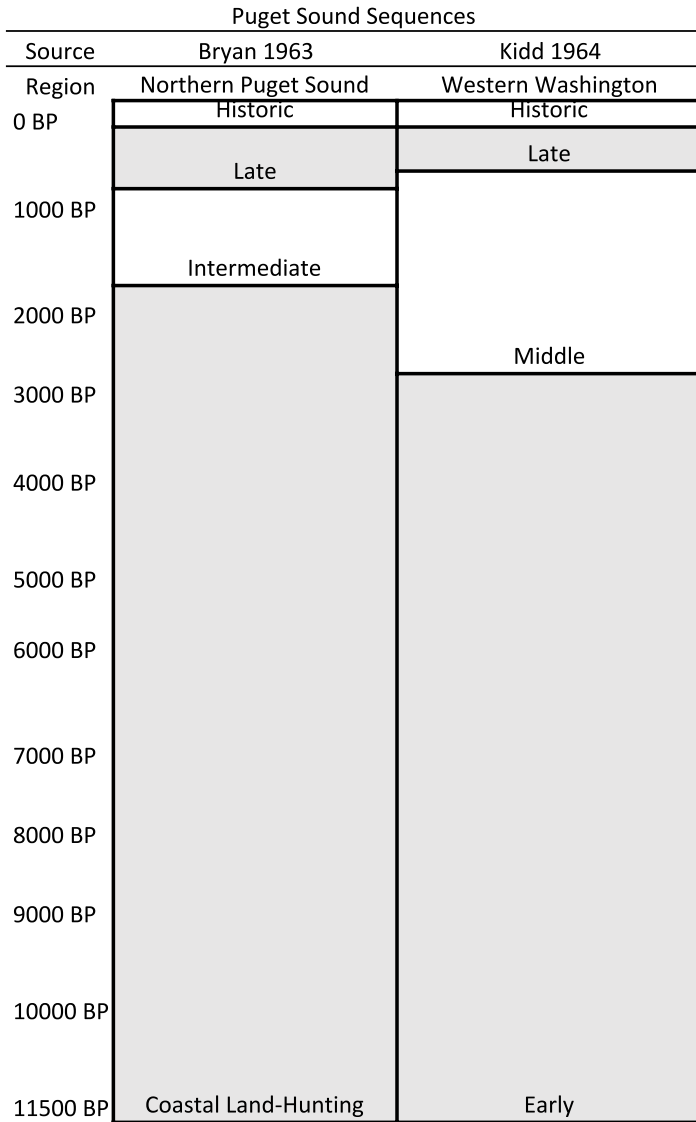 Puget Sound Sequences
Source Bryan 1963 Kidd 1964
Region Northern Puget Sound Western Washington
Historic Historic
0 BP
Late
Late
1000 BP
Intermediate
2000 BP
Middle
3000 BP
4000 BP
5000 BP
6000 BP
7000 BP
8000 BP
9000 BP
10000 BP
11500 BP Coastal Land-Hunting Early